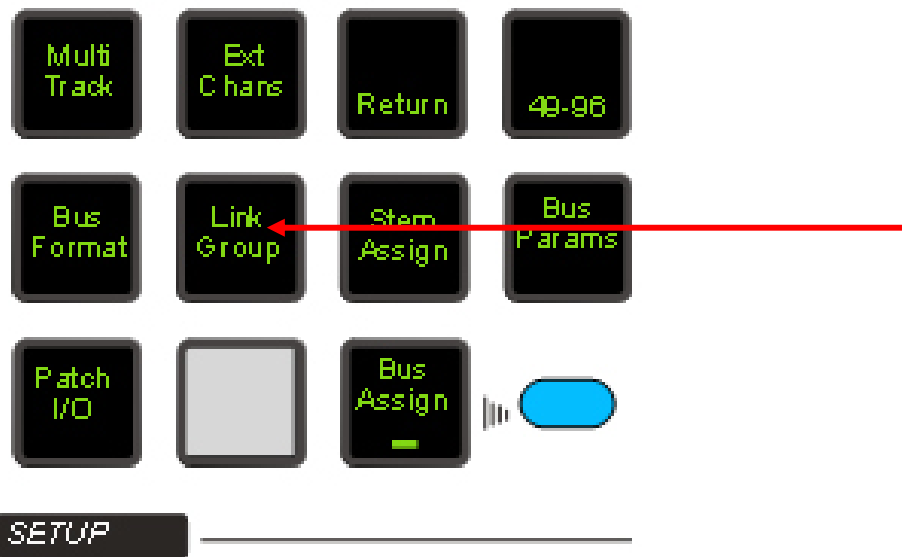 Multi
Track
Ext
Chans
Return
49-96
Bus
Format
Link
Group
Stem
Assign
Bus
Params
Patch
I/O
Bus
Assign
SETUP